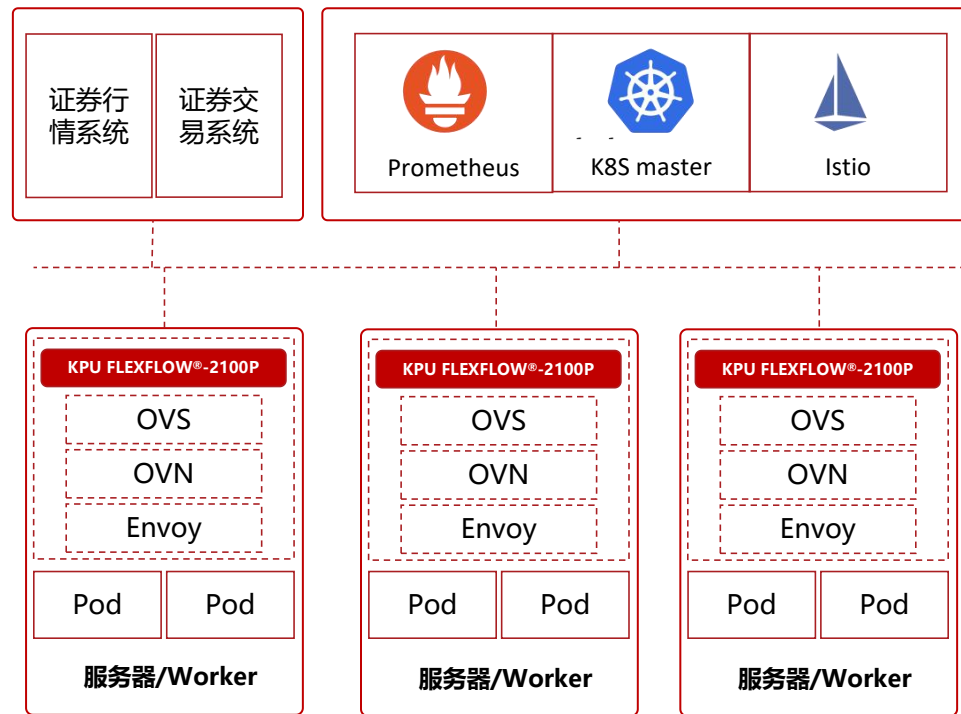 证券行
情系统
证券交
易系统
Prometheus
K8S master
Istio
KPU FLEXFLOW®-2100P
OVS
OVN
Envoy
Pod
Pod
服务器/Worker
KPU FLEXFLOW®-2100P
OVS
OVN
Envoy
Pod
Pod
服务器/Worker
KPU FLEXFLOW®-2100P
OVS
OVN
Envoy
Pod
Pod
服务器/Worker